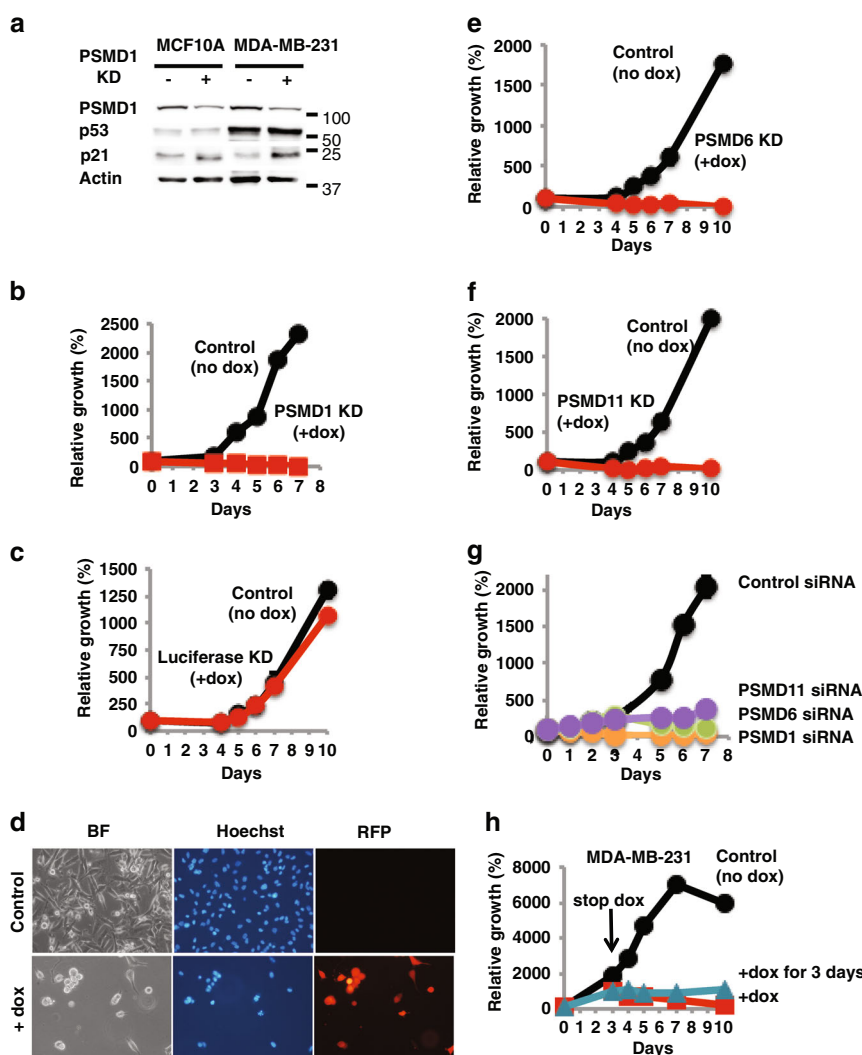 a
MCF10A MDA-MB-231
PSMD1
KD - + - +
PSMD1
100
p53
50
p21
25
Actin
37
b
Relative growth (%)
2500
2000
1500
1000
500
0
Control
(no dox)
PSMD1 KD
(+dox)
0 1 2 3 4 5 6 7 8
Days
c
Relative growth (%)
1500
1250
1000
750
500
250
0
Control
(no dox)
Luciferase KD
(+dox)
0 1 2 3 4 5 6 7 8 9 10
Days
d
BF Hoechst RFP
Control
+ dox
e
Relative growth (%)
2000
1500
1000
500
0
Control
(no dox)
PSMD6 KD
(+dox)
0 1 2 3 4 5 6 7 8 9 10
Days
f
Relative growth (%)
2000
1500
1000
500
0
Control
(no dox)
PSMD11 KD
(+dox)
0 1 2 3 4 5 6 7 8 9 10
Days
g
Relative growth (%)
2000
1500
1000
500
0
Control siRNA
PSMD11 siRNA
PSMD6 siRNA
PSMD1 siRNA
0 1 2 3 4 5 6 7 8
Days
h
Relative growth (%)
8000
6000
4000
2000
0
MDA-MB-231
Control
(no dox)
stop dox
+dox for 3 days
+dox
0 1 2 3 4 5 6 7 8 9 10
Days